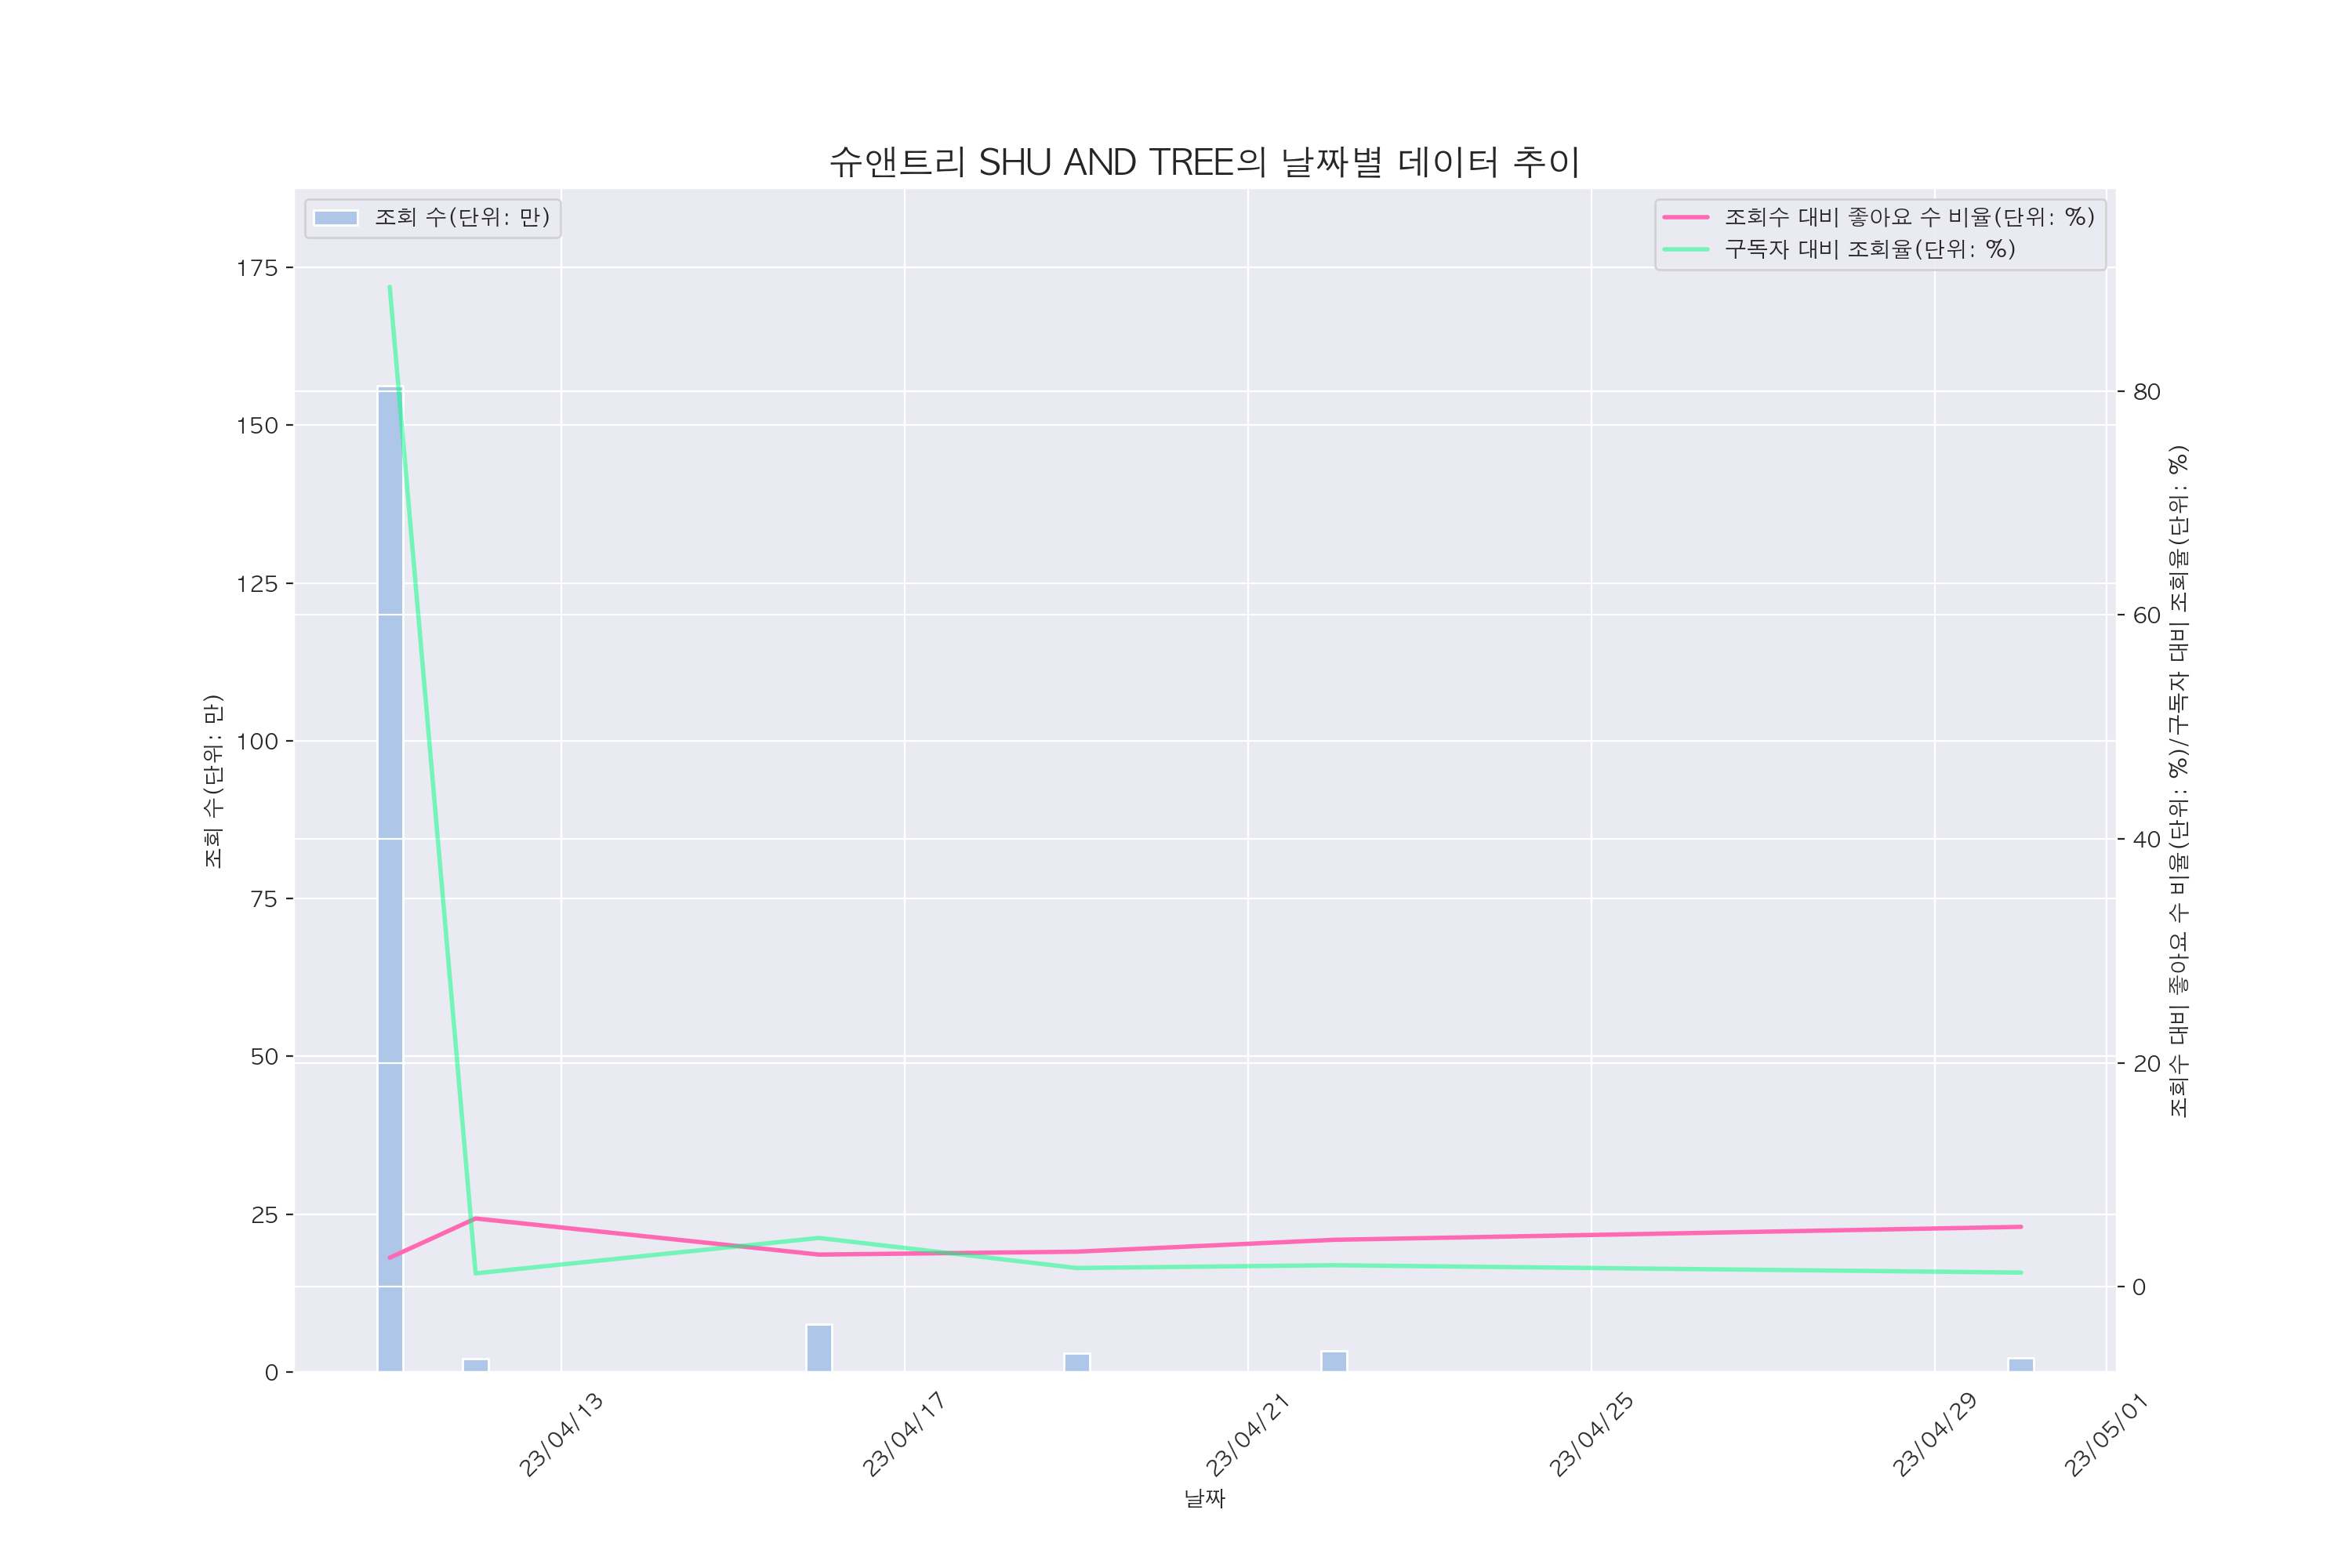 슈앤트리 SHU AND TREE의 날짜별 데이터 추이
조회 수(단위: 만)
조회수 대비 좋아요 수 비율(단위: %)
구독자 대비 조회율(단위: %)
175
150
125
100
75
50
25
0
조회 수(단위: 만)
80
60
40
20
0
조회수 대비 좋아요 수 비율(단위: %)/구독자 대비 조회율(단위: %)
23/04/13
23/04/17
23/04/21
23/04/25
23/04/29
23/05/01
날짜